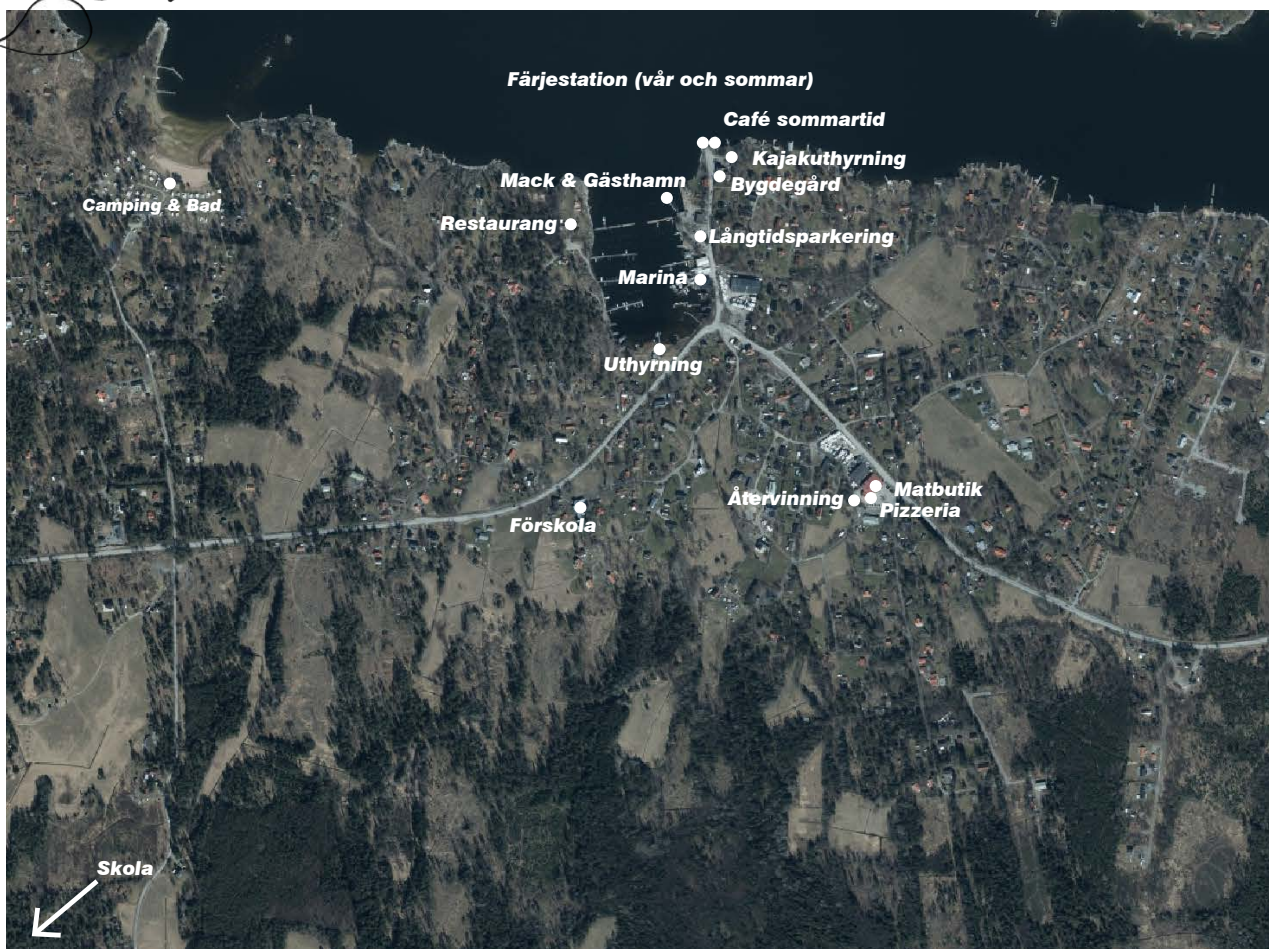 Färjestation (vår och sommar)
Café sommartid
Kajakuthyrning
Mack & Gästhamn
Bygdegård
Camping & Bad
Restaurang
Långtidsparkering
Marina
Uthyrning
Matbutik
Återvinning
Pizzeria
Förskola
Skola